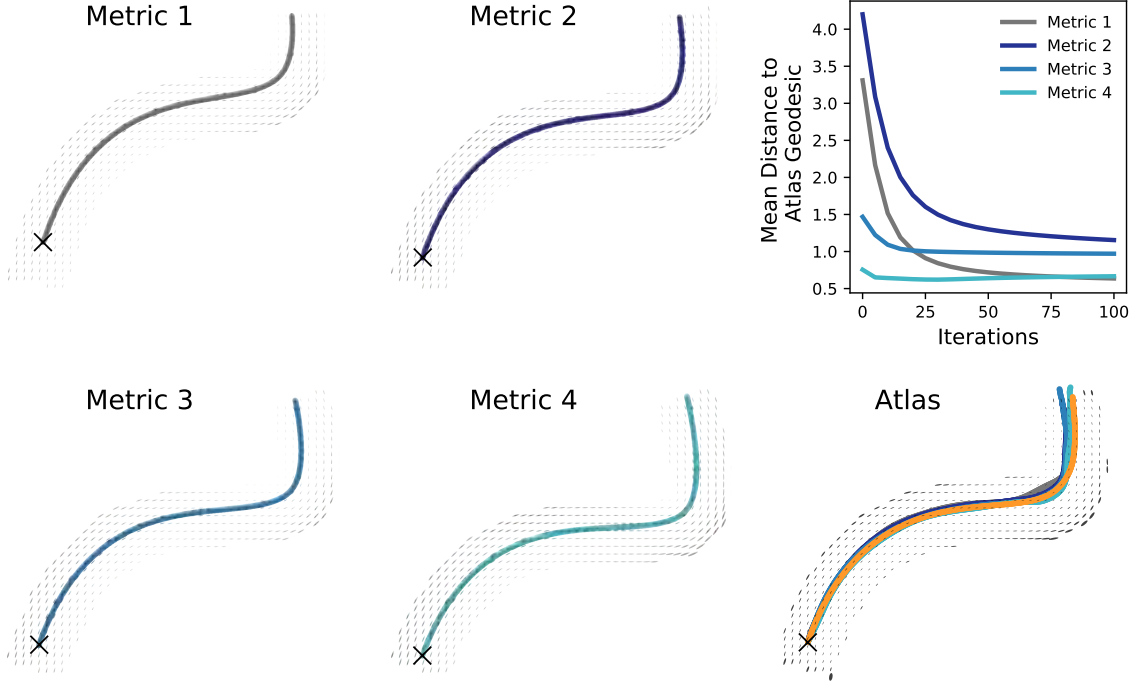 Metric 1
Metric 2
Mean Distance to
Atlas Geodesic
4.0
3.5
3.0
2.5
2.0
1.5
1.0
0.5
Metric 1
Metric 2
Metric 3
Metric 4
0
25
50
75
100
Iterations
Metric 3
Metric 4
Atlas